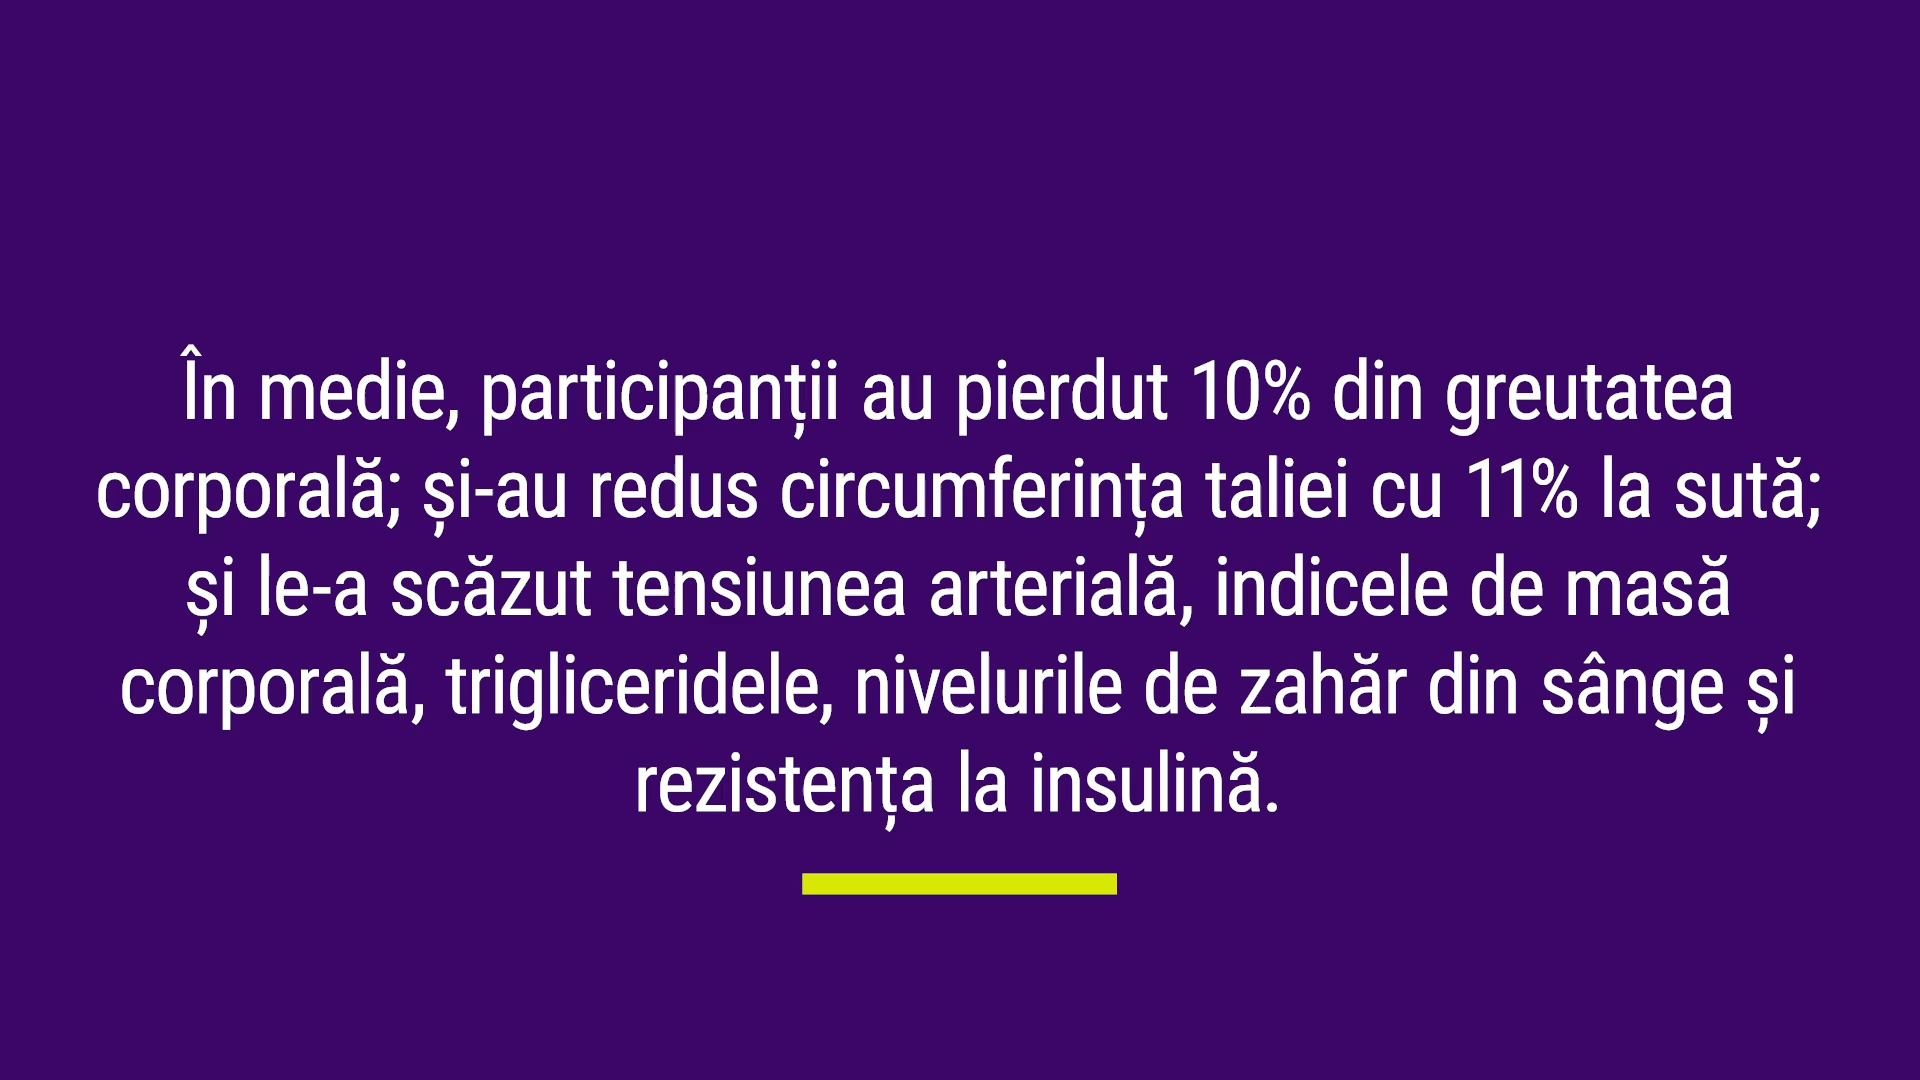 În medie, participanții au pierdut 10% din greutatea
corporală; și-au redus circumferința taliei cu 11% la sută;
și le-a scăzut tensiunea arterială, indicele de masă
corporală, trigliceridele, nivelurile de zahăr din sânge și
rezistența la insulină.